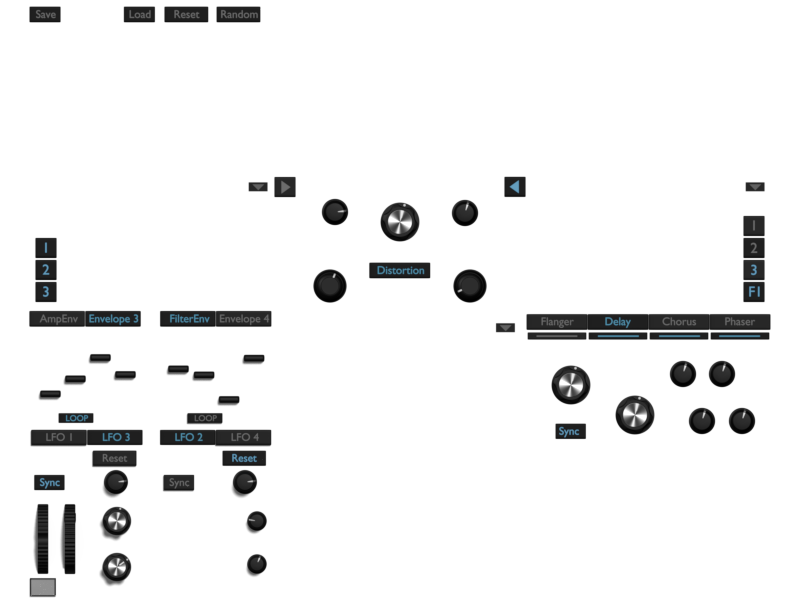 Save Load Reset Random
1
2
1
2
3
3
F1
3
Distortion
AmpEnv Envelope 3 FilterEnv Envelope 4
Flanger Delay Chorus Phaser
LOOP LOOP
Sync
LFO 1 LFO 3 LFO 2 LFO 4
Reset Reset
Sync Sync